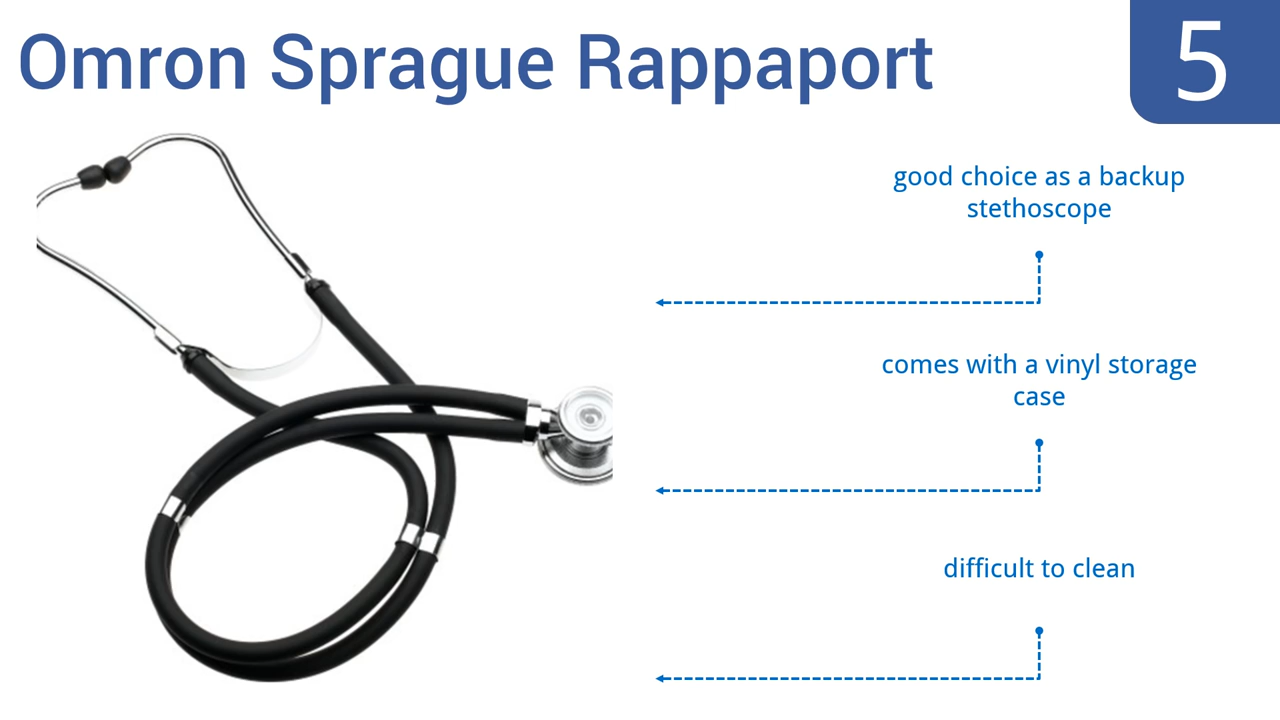 Omron Sprague Rappaport
5
good choice as a backup
stethoscope
comes with a vinyl storage
case
difficult to clean